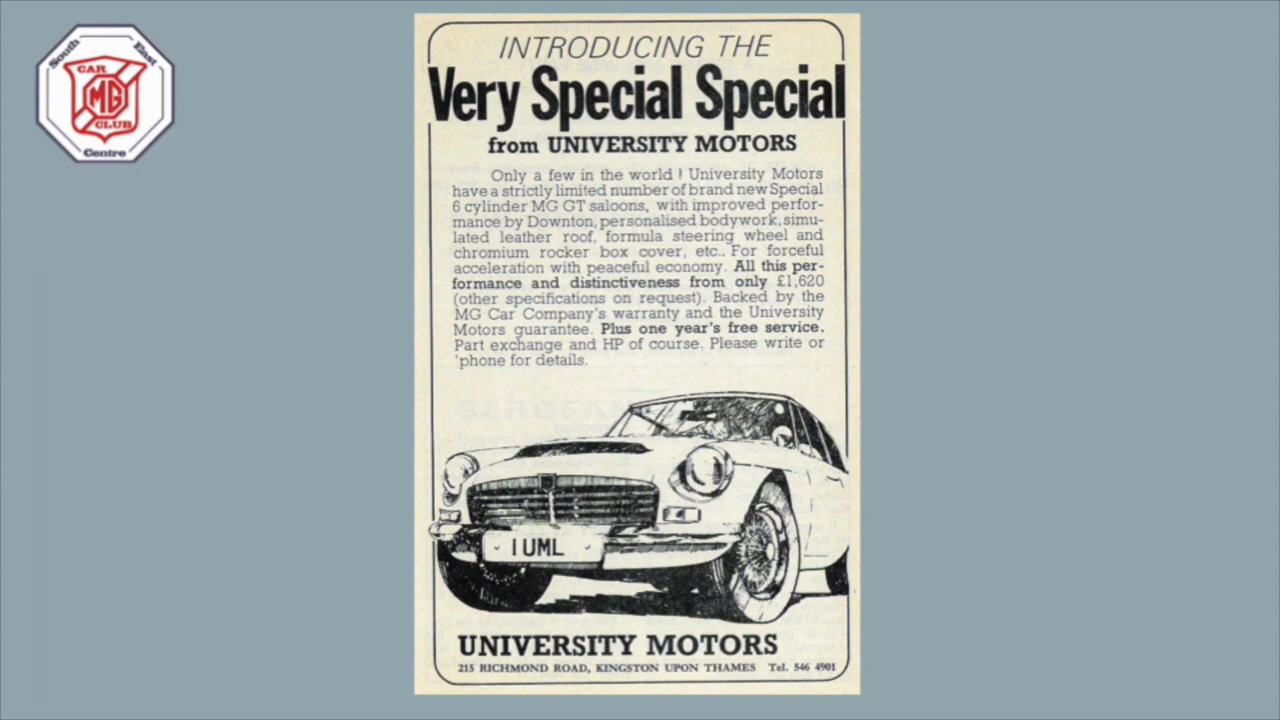 South East
CAR
MG
CLUB
Centre
INTRODUCING THE
Very Special Special
from UNIVERSITY MOTORS
Only a few in the world ! University Motors
have a strictly limited number of brand new Special
6 cylinder MG GT saloons, with improved perfor-
mance by Downton, personalised bodywork, simu-
lated leather roof, formula steering wheel and
chromium rocker box cover, etc.. For forceful
acceleration with peaceful economy. All this per-
formance and distinctiveness from only £1,620
(other specifications on request). Backed by the
MG Car Company's warranty and the University
Motors guarantee. Plus one year's free service.
Part exchange and HP of course. Please write or
'phone for details.
1 UML
UNIVERSITY MOTORS
215 RICHMOND ROAD, KINGSTON UPON THAMES Tel. 546 4901